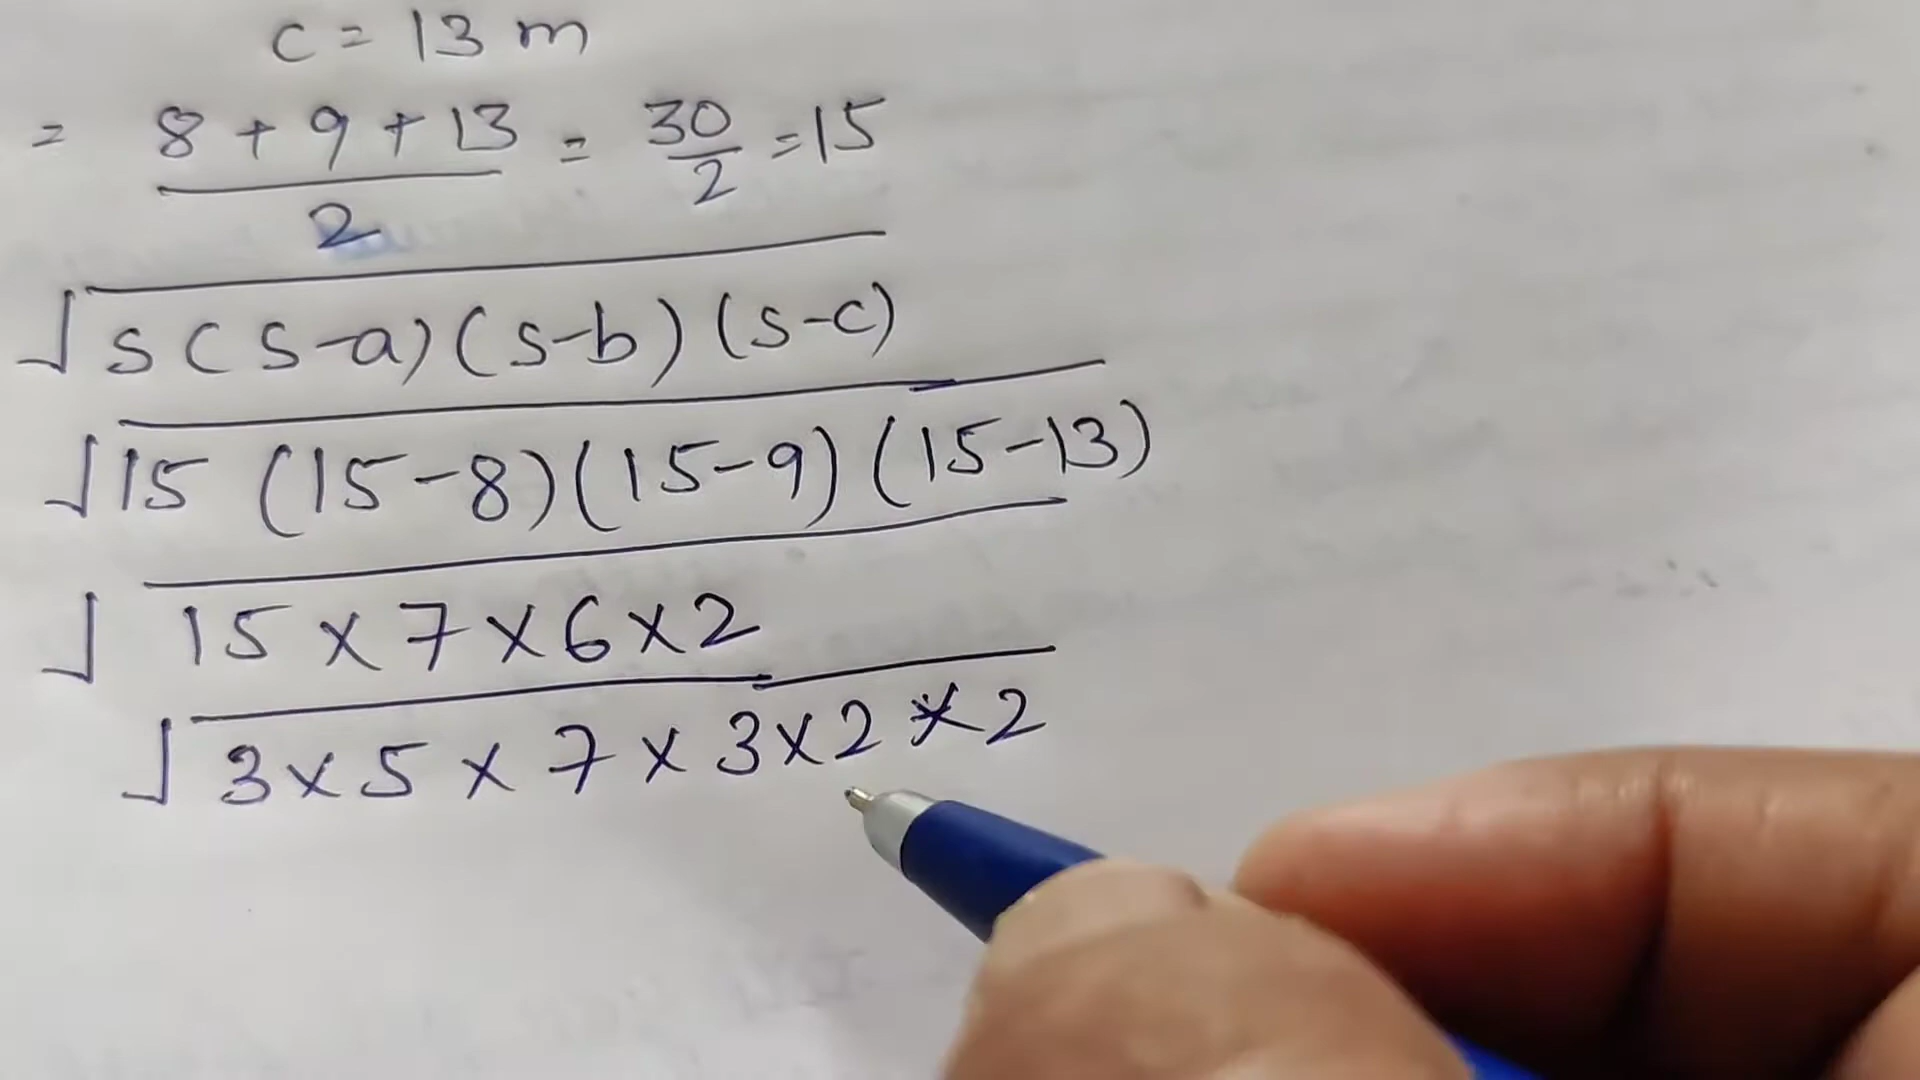 c = 13 m
= 8 + 9 + 13 / 2 = 30/2 = 15
√s(s-a)(s-b)(s-c)
√15 (15-8)(15-9)(15-13)
√15 × 7 × 6 × 2
√3 × 5 × 7 × 3 × 2 × 2